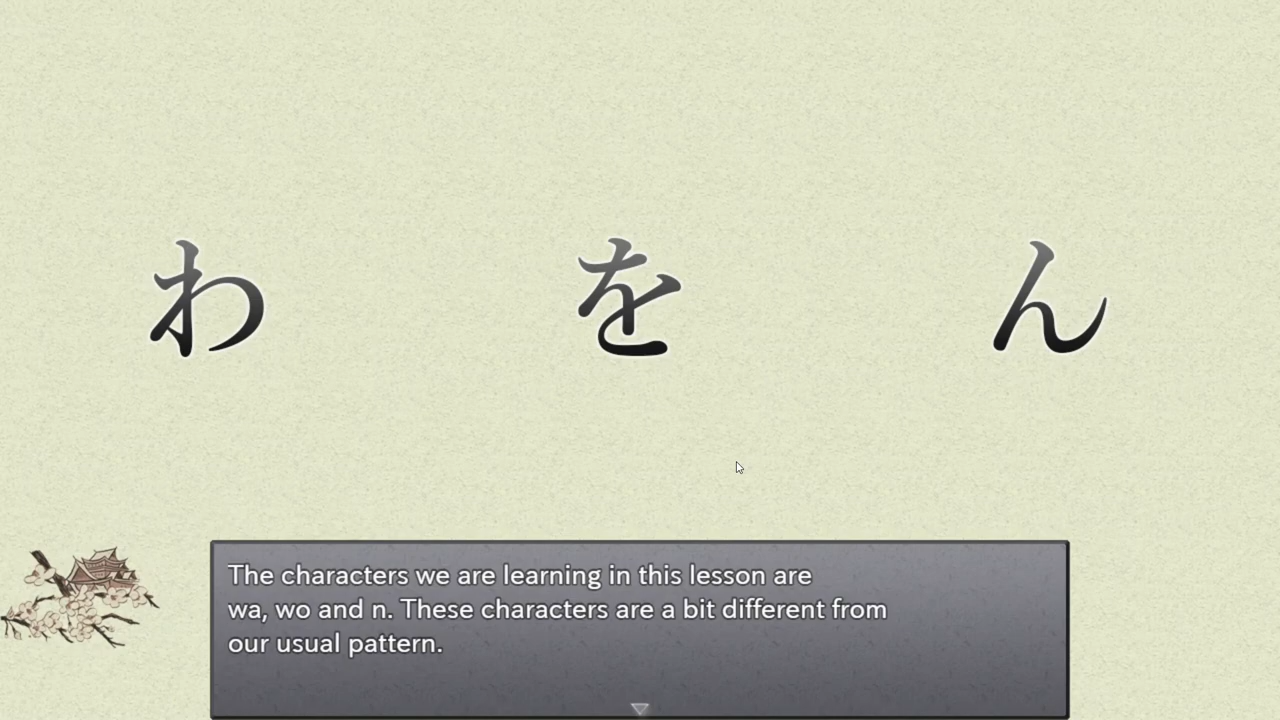 わ を ん
The characters we are learning in this lesson are
wa, wo and n. These characters are a bit different from
our usual pattern.